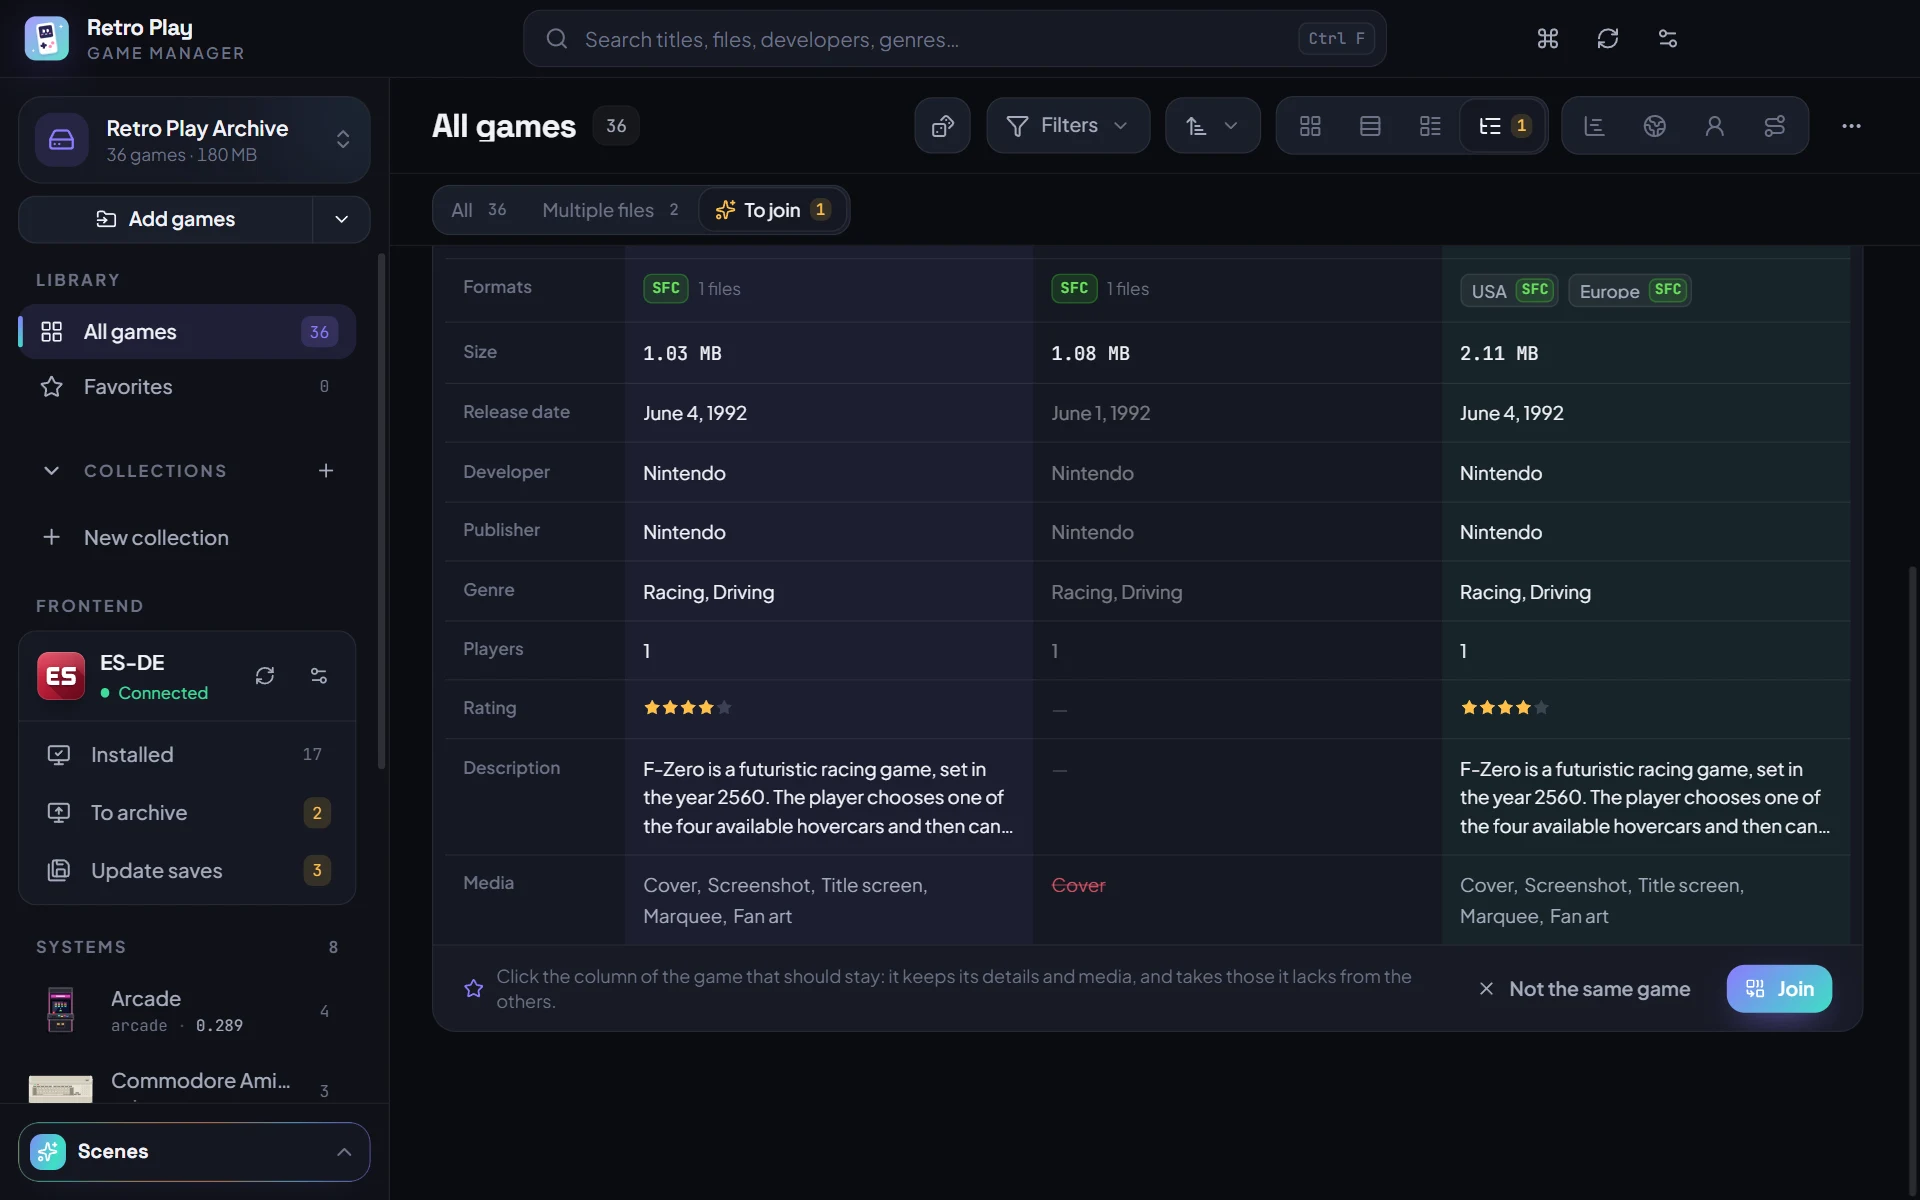 Retro Play
GAME MANAGER
Search titles, files, developers, genres...
Ctrl F
Retro Play Archive
36 games · 180 MB
Add games
LIBRARY
All games 36
Favorites 0
COLLECTIONS
New collection
FRONTEND
ES
ES-DE
Connected
Installed 17
To archive 2
Update saves 3
SYSTEMS 8
Arcade
arcade · 0.289
4
Commodore Ami...
3
Scenes
All games 36
Filters
1
All 36 Multiple files 2 To join 1
Formats SFC 1 files SFC 1 files USA SFC Europe SFC
Size 1.03 MB 1.08 MB 2.11 MB
Release date June 4, 1992 June 1, 1992 June 4, 1992
Developer Nintendo Nintendo Nintendo
Publisher Nintendo Nintendo Nintendo
Genre Racing, Driving Racing, Driving Racing, Driving
Players 1 1 1
Rating —
Description
F-Zero is a futuristic racing game, set in
the year 2560. The player chooses one of
the four available hovercars and then can...
—
F-Zero is a futuristic racing game, set in
the year 2560. The player chooses one of
the four available hovercars and then can...
Media
Cover, Screenshot, Title screen,
Marquee, Fan art
Cover
Cover, Screenshot, Title screen,
Marquee, Fan art
Click the column of the game that should stay: it keeps its details and media, and takes those it lacks from the
others.
Not the same game
Join